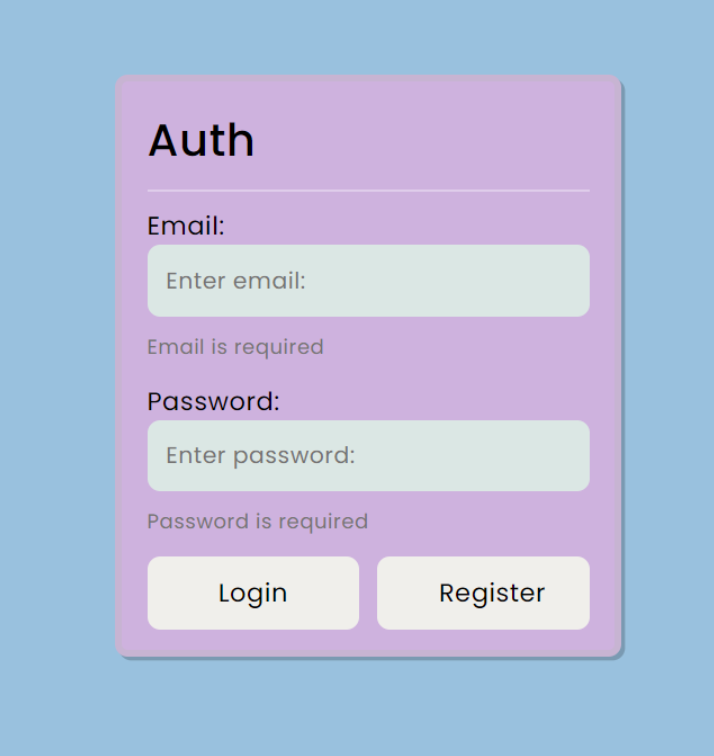 Auth
Email:
Enter email:
Email is required
Password:
Enter password:
Password is required
Login Register